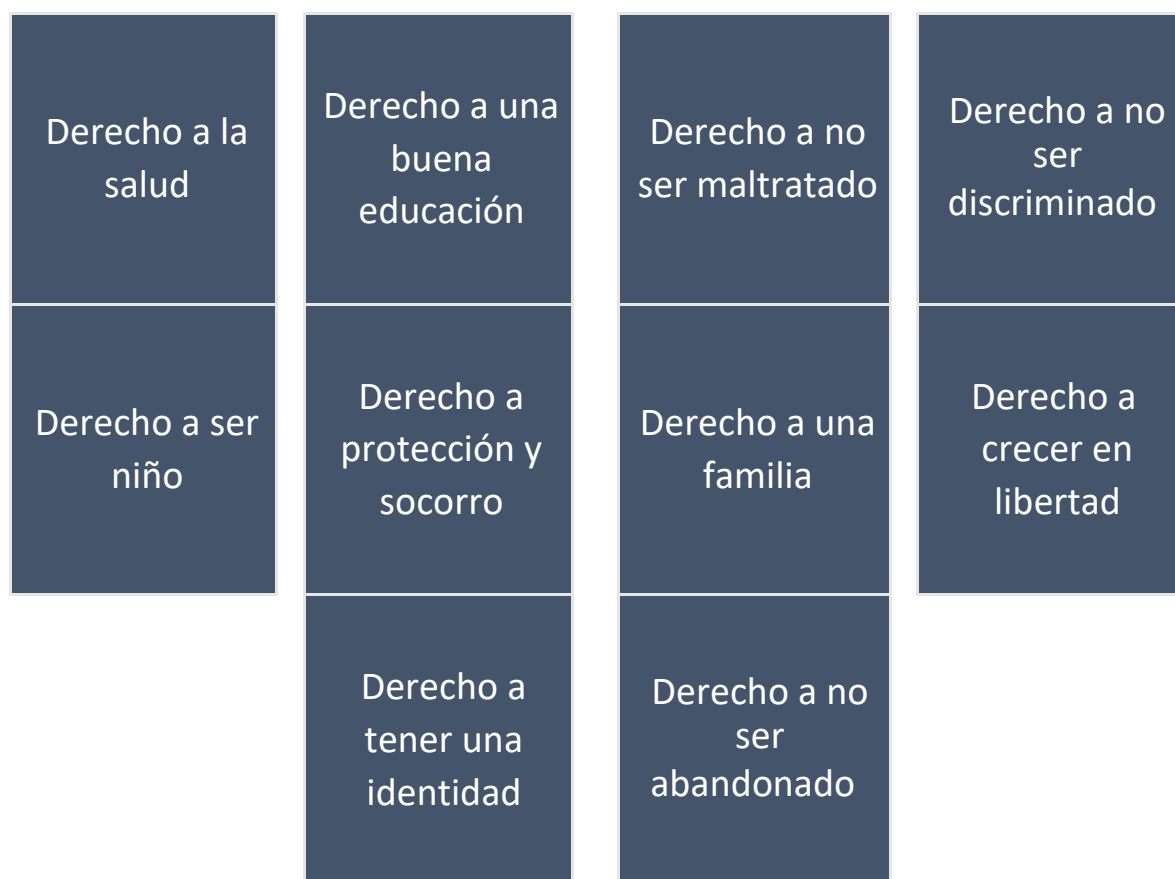 Derecho a la
salud
Derecho a una
buena
educación
Derecho a no
ser maltratado
Derecho a no
ser
discriminado
Derecho a ser
niño
Derecho a
protección y
socorro
Derecho a una
familia
Derecho a
crecer en
libertad
Derecho a
tener una
identidad
Derecho a no
ser
abandonado